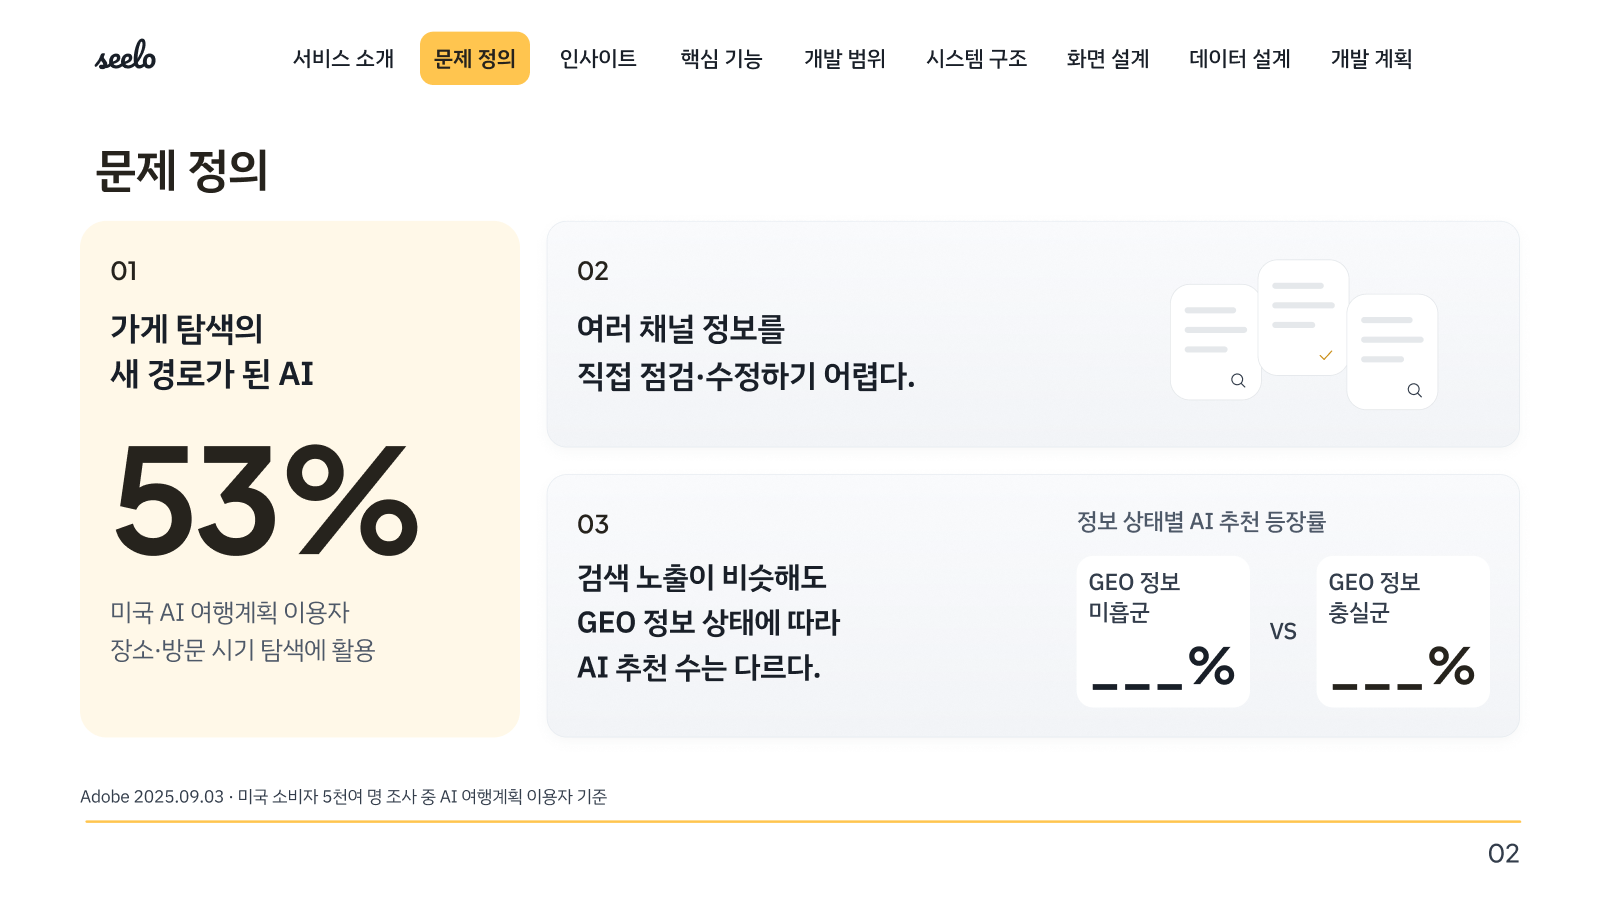 seelo
서비스 소개
문제 정의
인사이트
핵심 기능
개발 범위
시스템 구조
화면 설계
데이터 설계
개발 계획
문제 정의
01
가게 탐색의
새 경로가 된 AI
53%
미국 AI 여행계획 이용자
장소·방문 시기 탐색에 활용
02
여러 채널 정보를
직접 점검·수정하기 어렵다.
03
검색 노출이 비슷해도
GEO 정보 상태에 따라
AI 추천 수는 다르다.
정보 상태별 AI 추천 등장률
GEO 정보
미흡군
___%
VS
GEO 정보
충실군
___%
Adobe 2025.09.03 · 미국 소비자 5천여 명 조사 중 AI 여행계획 이용자 기준
02